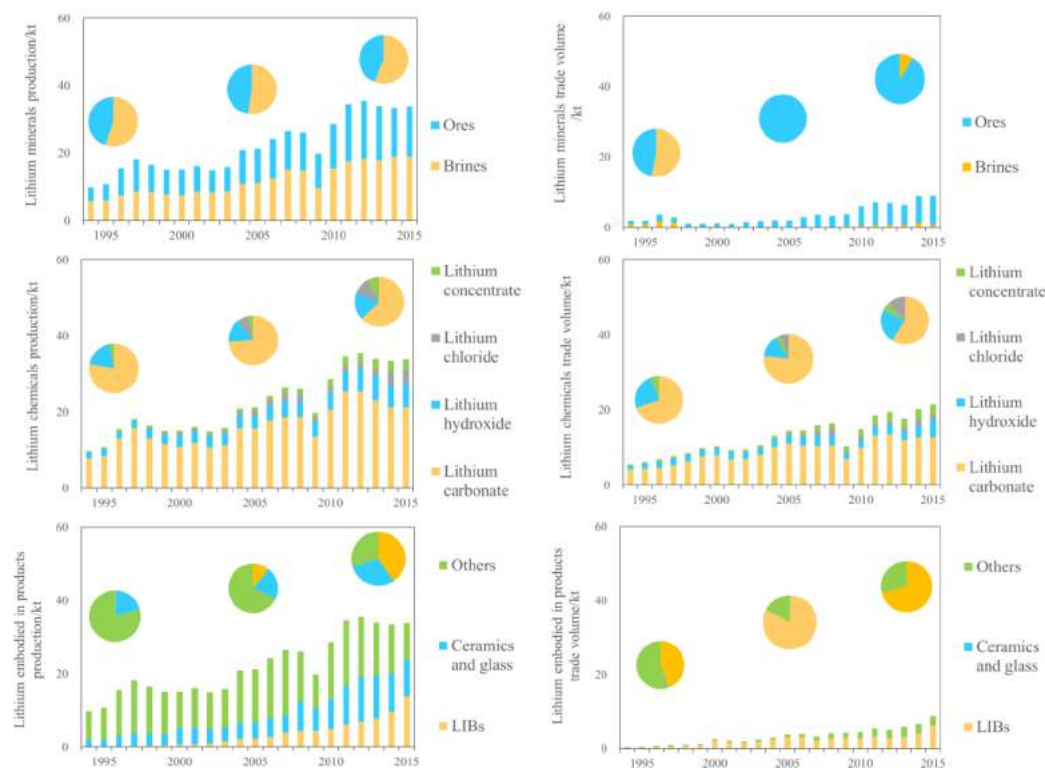 Lithium minerals production/kt
60
40
20
0
1995
2000
2005
2010
2015
Ores
Brines
Lithium minerals trade volume
/kt
60
40
20
0
1995
2000
2005
2010
2015
Ores
Brines
Lithium chemicals production/kt
60
40
20
0
1995
2000
2005
2010
2015
Lithium
concentrate
Lithium
chloride
Lithium
hydroxide
Lithium
carbonate
Lithium chemicals trade volume/kt
60
40
20
0
1995
2000
2005
2010
2015
Lithium
concentrate
Lithium
chloride
Lithium
hydroxide
Lithium
carbonate
Lithium embodied in products
production/kt
60
40
20
0
1995
2000
2005
2010
2015
Others
Ceramics
and glass
LIBs
Lithium embodied in products
trade volume/kt
60
40
20
0
1995
2000
2005
2010
2015
Others
Ceramics
and glass
LIBs